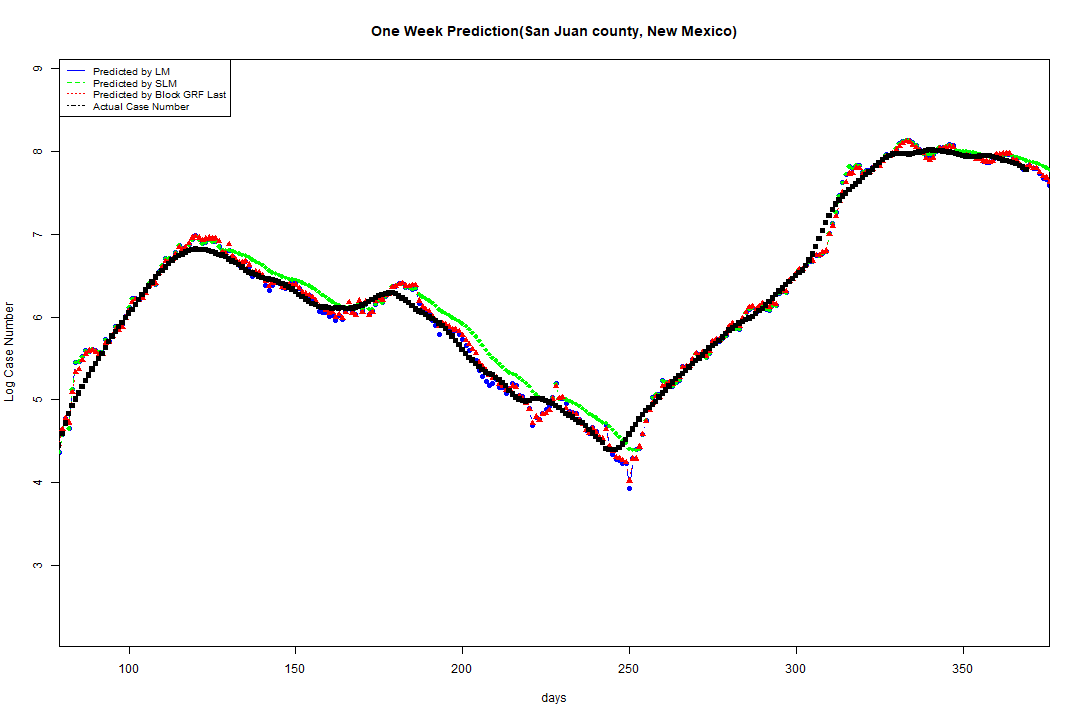 One Week Prediction(San Juan county, New Mexico)
Predicted by LM
Predicted by SLM
Predicted by Block GRF Last
Actual Case Number
9
8
7
6
5
4
3
Log Case Number
100 150 200 250 300 350
days